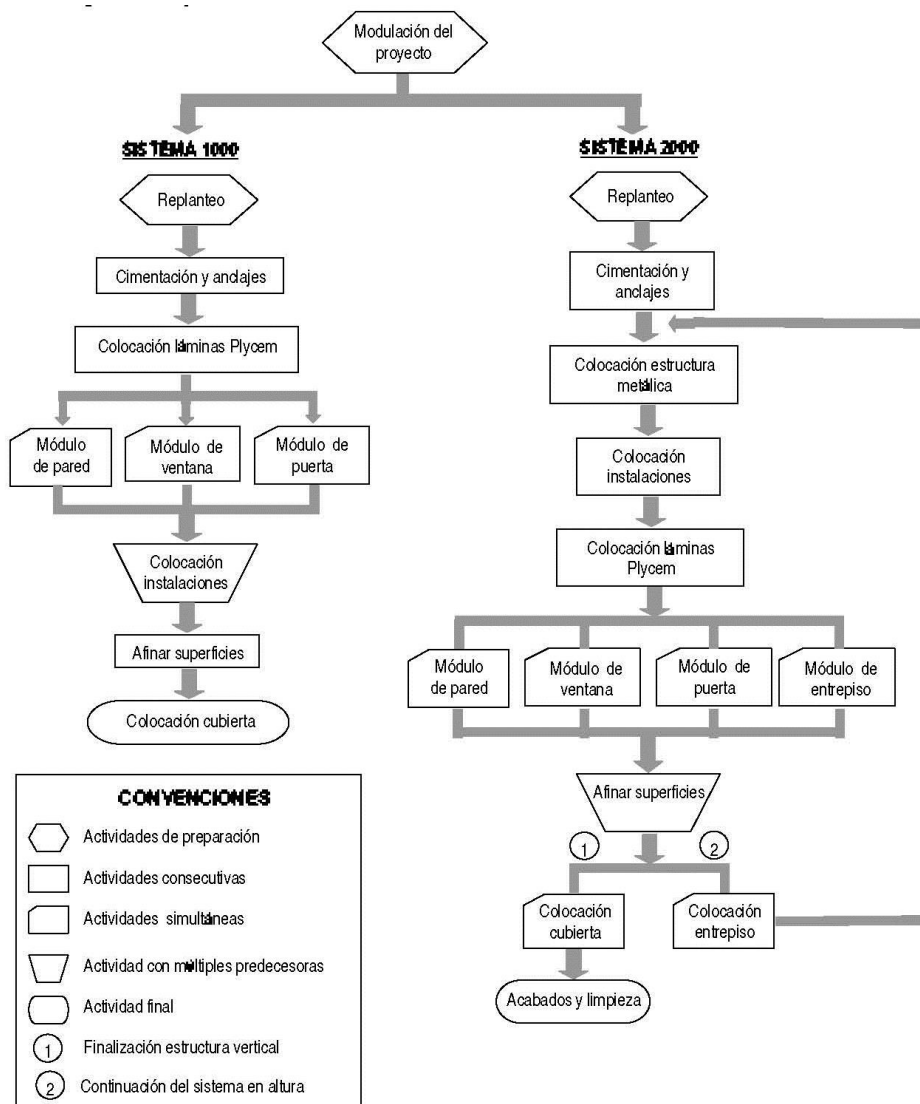 Modulación del
proyecto
SISTEMA 1000
Replanteo
Cimentación y anclajes
Colocación láminas Plycem
Módulo
de pared
Módulo de
ventana
Módulo de
puerta
Colocación
instalaciones
Afinar superficies
Colocación cubierta
SISTEMA 2000
Replanteo
Cimentación y
anclajes
Colocación estructura
metálica
Colocación
instalaciones
Colocación láminas
Plycem
Módulo
de pared
Módulo de
ventana
Módulo de
puerta
Módulo de
entrepiso
Afinar superficies
1
2
Colocación
cubierta
Colocación
entrepiso
Acabados y limpieza
CONVENCIONES
Actividades de preparación
Actividades consecutivas
Actividades simultáneas
Actividad con múltiples predecesoras
Actividad final
1 Finalización estructura vertical
2 Continuación del sistema en altura